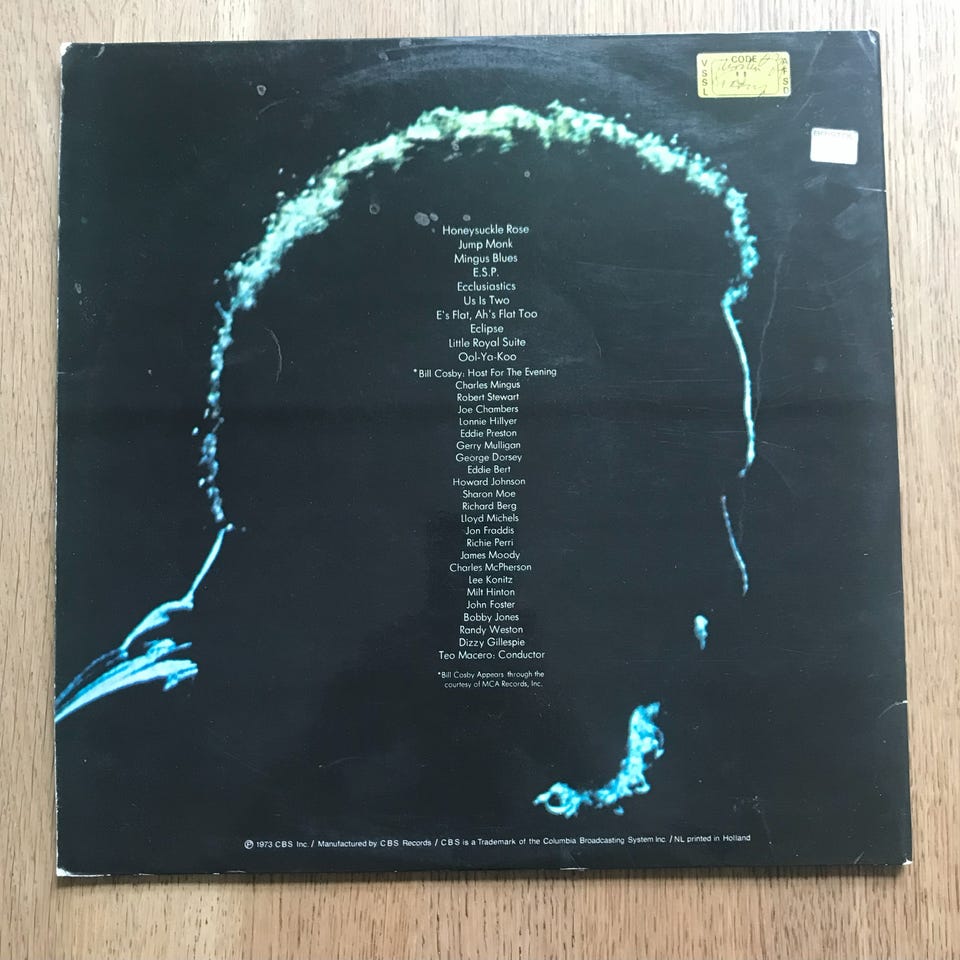 V S S L
CODE
A F S D
Honeysuckle Rose
Jump Monk
Mingus Blues
E.S.P.
Ecclusiastics
Us Is Two
E's Flat, Ah's Flat Too
Eclipse
Little Royal Suite
Ool-Ya-Koo
*Bill Cosby: Host For The Evening
Charles Mingus
Robert Stewart
Joe Chambers
Lonnie Hillyer
Eddie Preston
Gerry Mulligan
George Dorsey
Eddie Bert
Howard Johnson
Sharon Moe
Richard Berg
Lloyd Michels
Jon Fraddis
Richie Perri
James Moody
Charles McPherson
Lee Konitz
Milt Hinton
John Foster
Bobby Jones
Randy Weston
Dizzy Gillespie
Teo Macero: Conductor
*Bill Cosby Appears through the
courtesy of MCA Records, Inc.
Ⓟ 1973 CBS Inc. / Manufactured by CBS Records / CBS is a Trademark of the Columbia Broadcasting System Inc. / NL printed in Holland